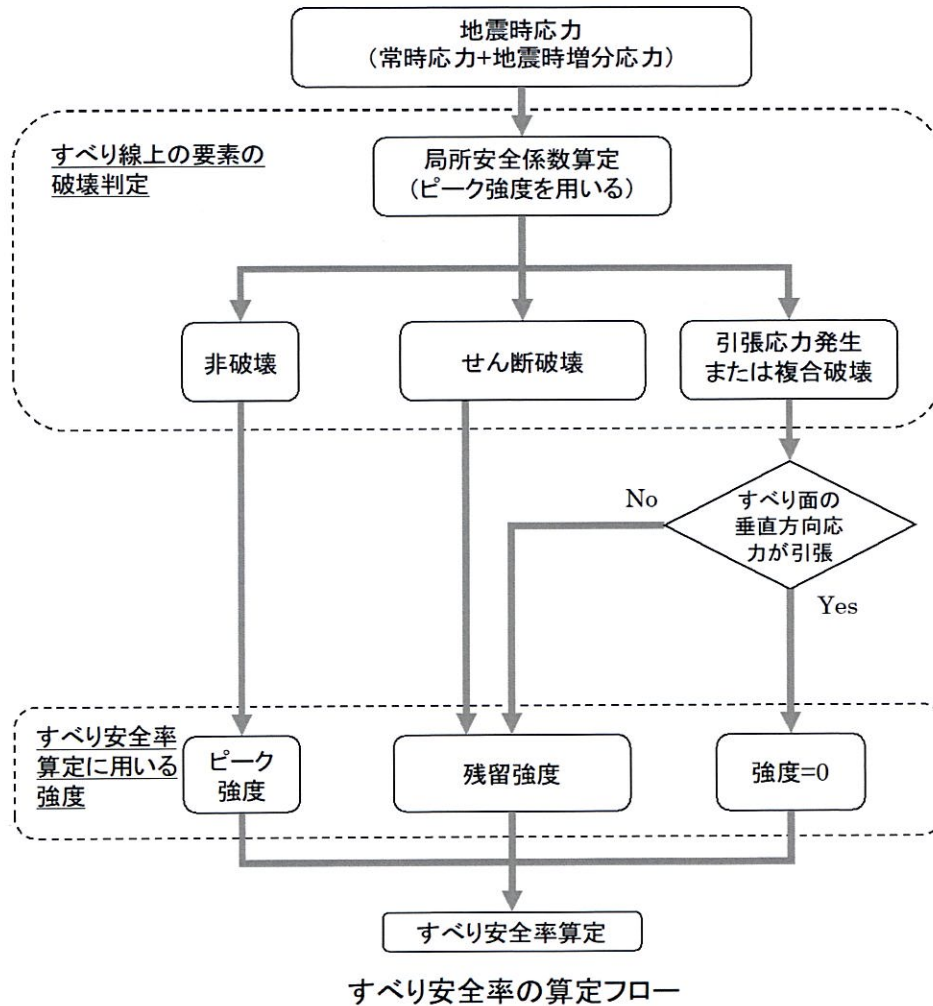 地震時応力
（常時応力+地震時増分応力）
すべり線上の要素の
破壊判定
局所安全係数算定
（ピーク強度を用いる）
非破壊
せん断破壊
引張応力発生
または複合破壊
No
すべり面の
垂直方向応
力が引張
Yes
すべり安全率
算定に用いる
強度
ピーク
強度
残留強度
強度=0
すべり安全率算定
すべり安全率の算定フロー